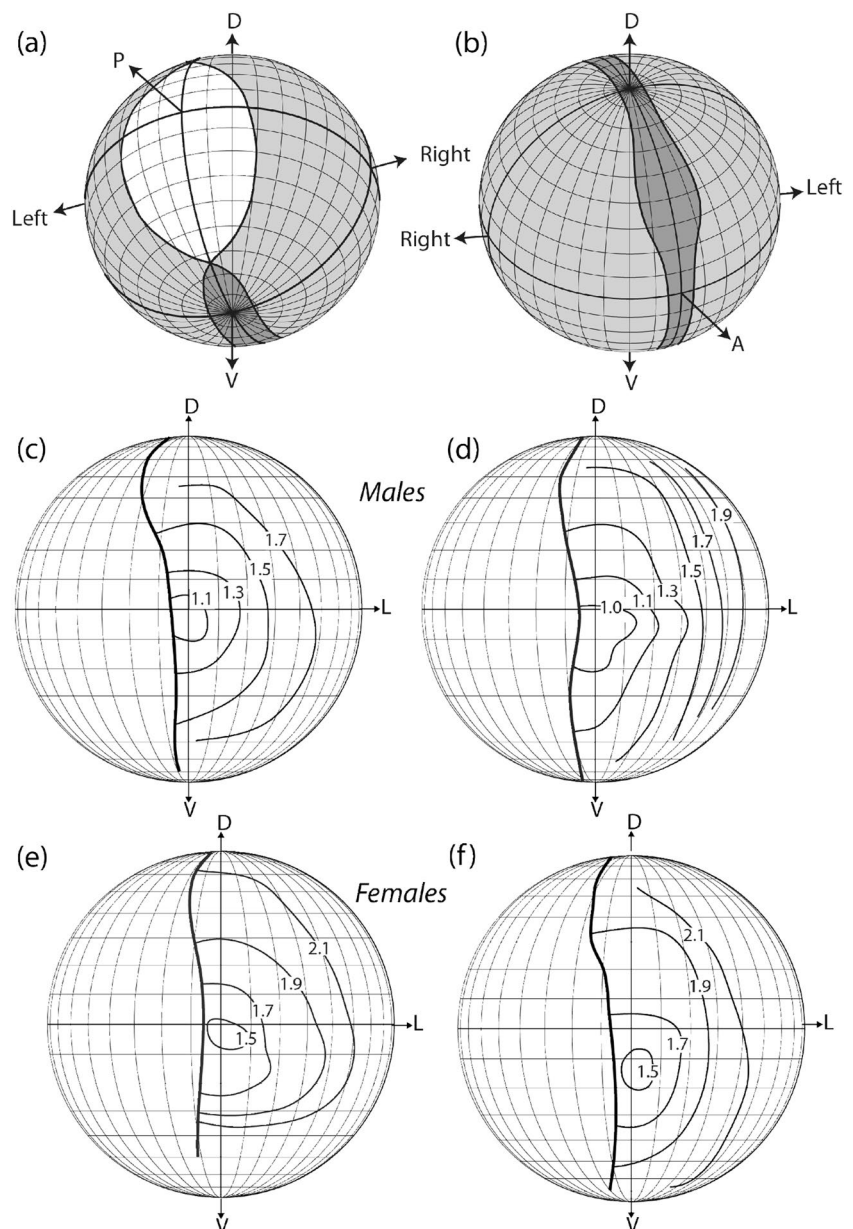 (a)
D
P
Right
Left
V
(b)
D
Left
Right
A
V
Males
(c)
D
1.7
1.5
1.3
1.1
L
V
(d)
D
1.9
1.7
1.5
1.3
1.1
1.0
L
V
Females
(e)
D
2.1
1.9
1.7
1.5
L
V
(f)
D
2.1
1.9
1.7
1.5
L
V